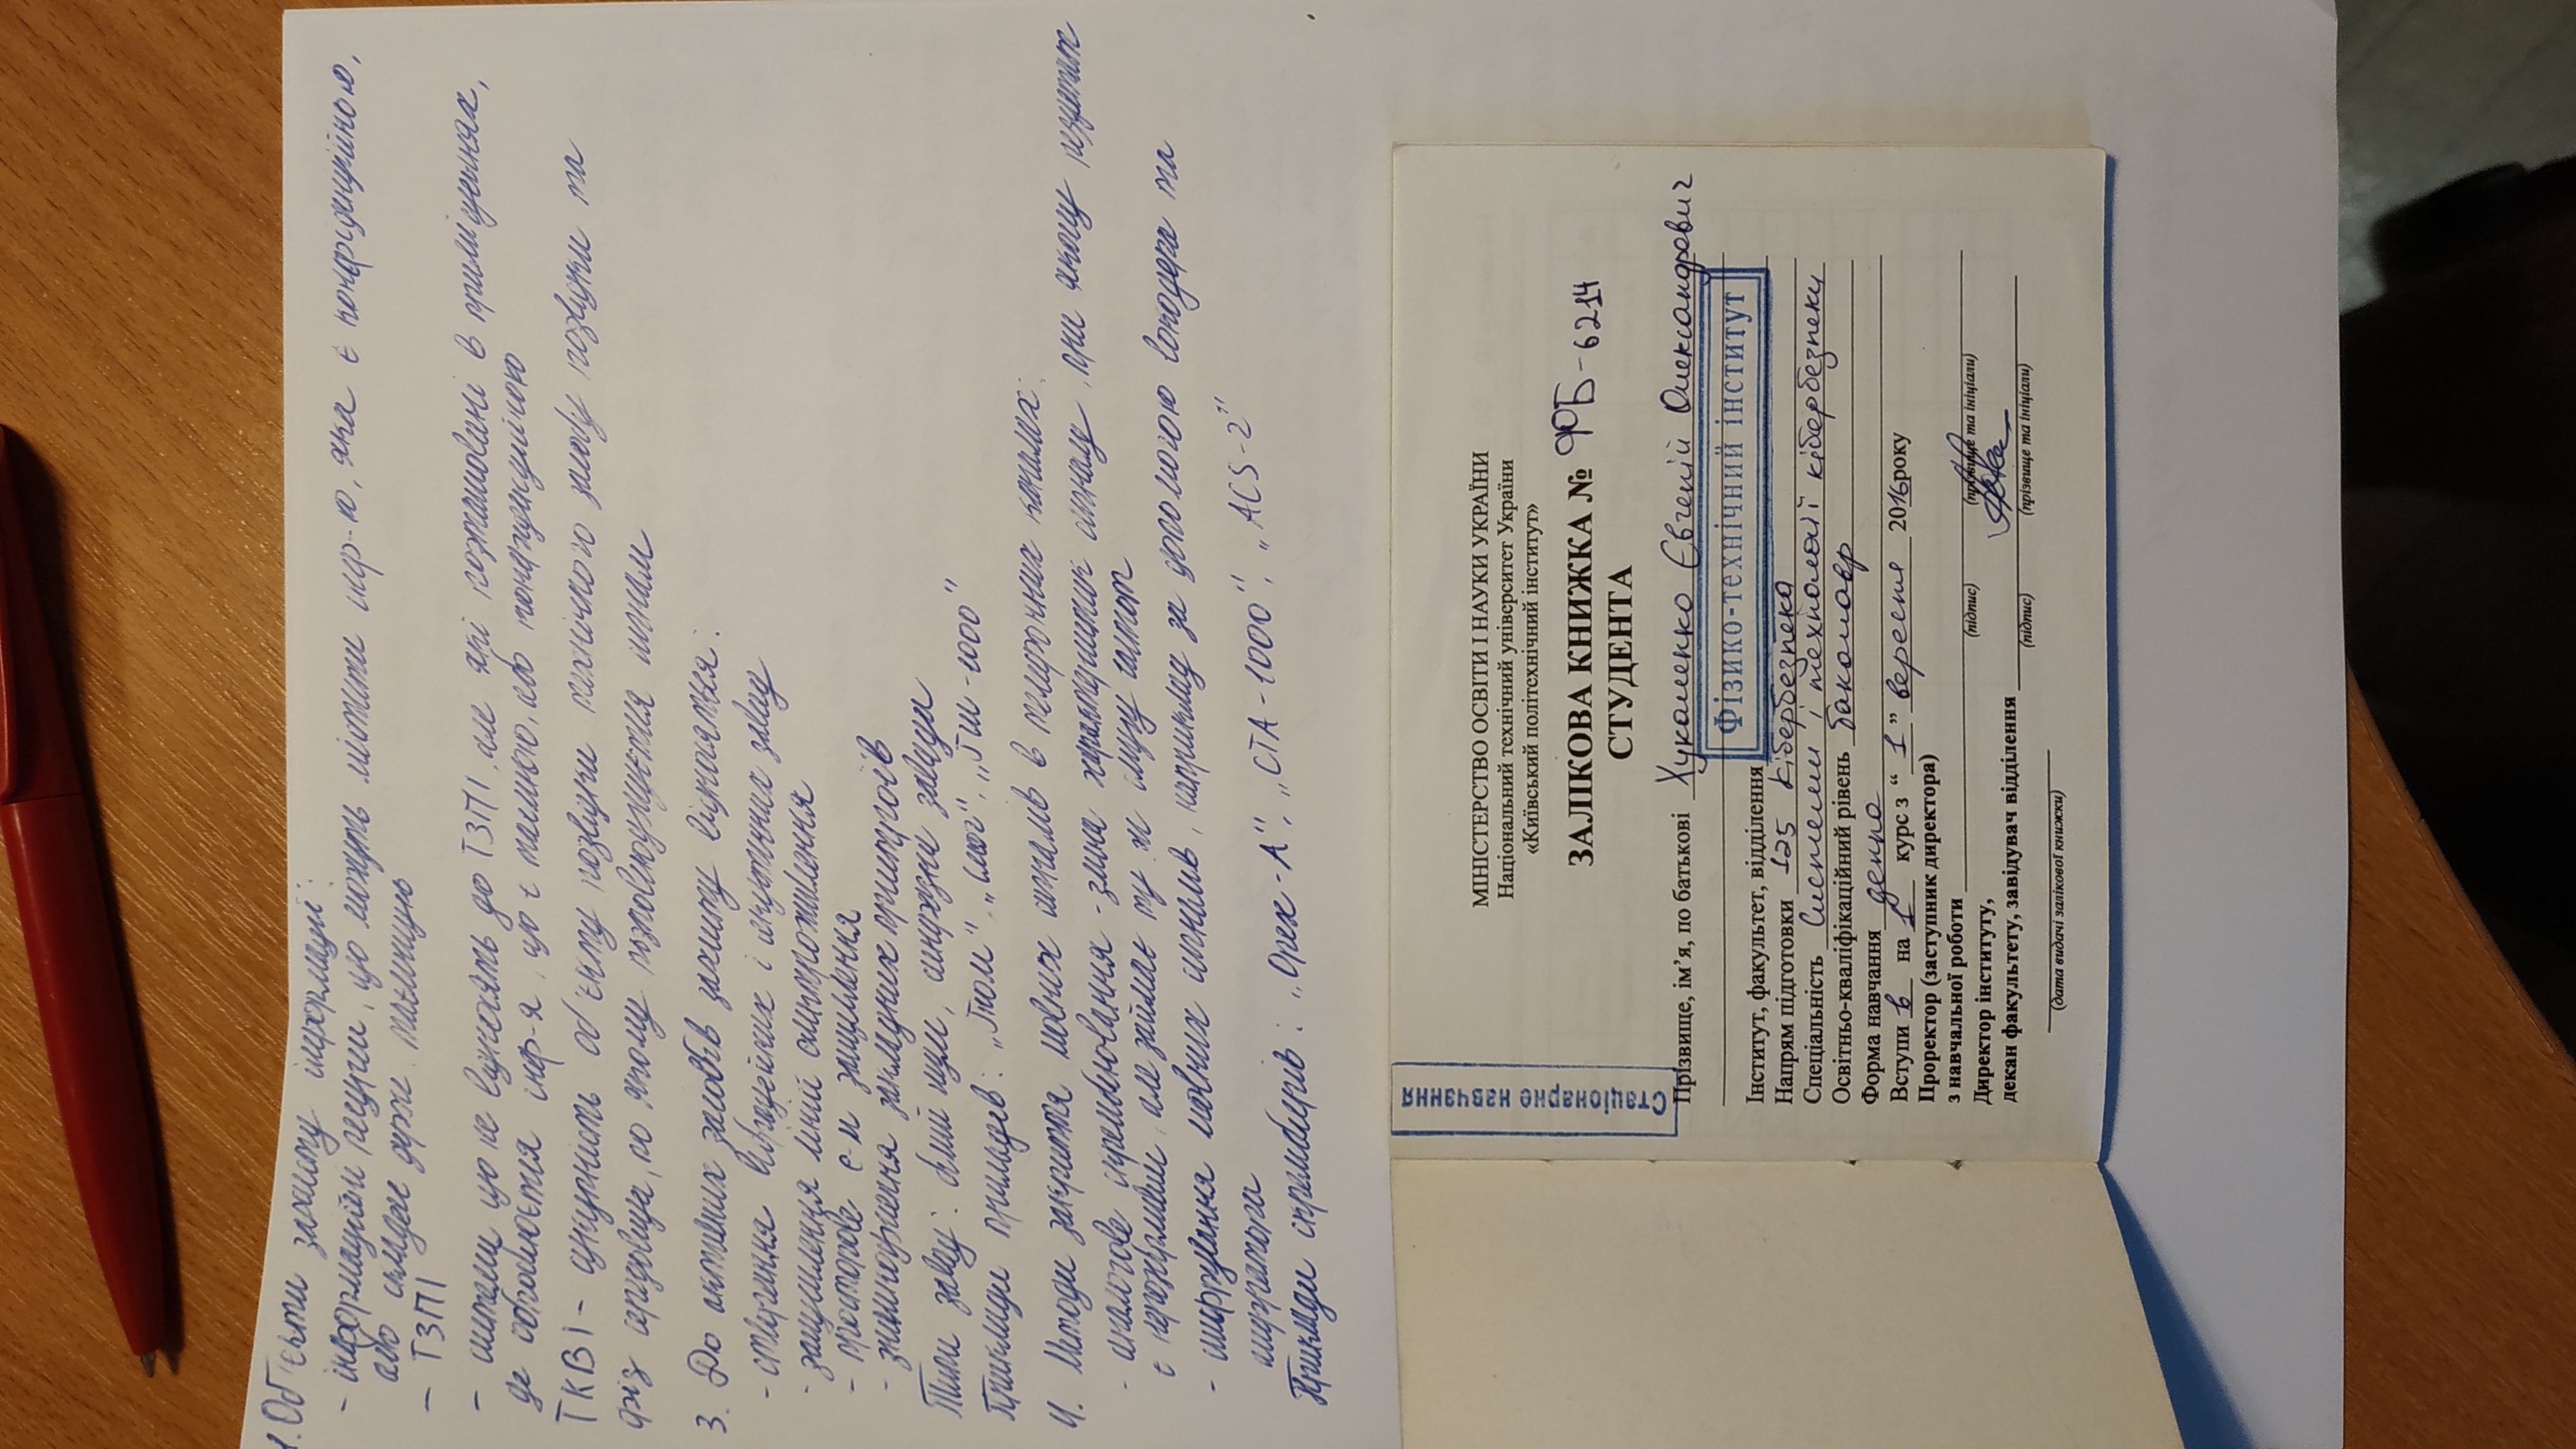 1. Об'єкти захисту інформації:
- інформаційні ресурси, що можуть містити інф-ю, яка є конфіденційною,
або складає держ. таємницю
- ТЗПІ
- системи що не відносять до ТЗПІ, але які розташовані в приміщеннях,
де обробляється інф-я, що є таємною, або конфіденційною
ТКВІ - сукупність об'єкту розвідки технічного засобу розвідки та
фіз середовища, по якому розповсюджується сигнал
3. До активних засобів захисту відносяться:
- створення вібраційних і акустичних завад
- зашумлення ліній електроживлення
- просторове е-м зашумлення
- знешкодження закладних пристроїв
Типи завад: білий шум, синфазні завади
Приклади приладів: „Гном", „Смог", „ГШ-1000"
4. Методи закриття мовних сигналів в телефонних каналах:
- аналогове скремблювання - зміна характеристик сигналу, при якому результат
є нерозбірливим, але займає ту ж смугу частот
- шифрування мовних сигналів, наприклад за допомогою вокодера та
шифратора
Приклади скремблерів: „Орех-А", „СТА-1000", „ACS-2"
Стаціонарне навчання
МІНІСТЕРСТВО ОСВІТИ І НАУКИ УКРАЇНИ
Національний технічний університет України
«Київський політехнічний інститут»
ЗАЛІКОВА КНИЖКА № ФБ-6214
СТУДЕНТА
Прізвище, ім'я, по батькові Євгеній Олександрович
Фізико-технічний інститут
Інститут, факультет, відділення
Напрям підготовки 125 Кібербезпека
Спеціальність Системи і технології кібербезпеки
Освітньо-кваліфікаційний рівень бакалавр
Форма навчання денна
Вступив на 1 курс з “1” вересня 2016 року
Проректор (заступник директора)
з навчальної роботи
(підпис) (прізвище та ініціали)
Директор інституту,
декан факультету, завідувач відділення
(підпис) (прізвище та ініціали)
(дата видачі залікової книжки)